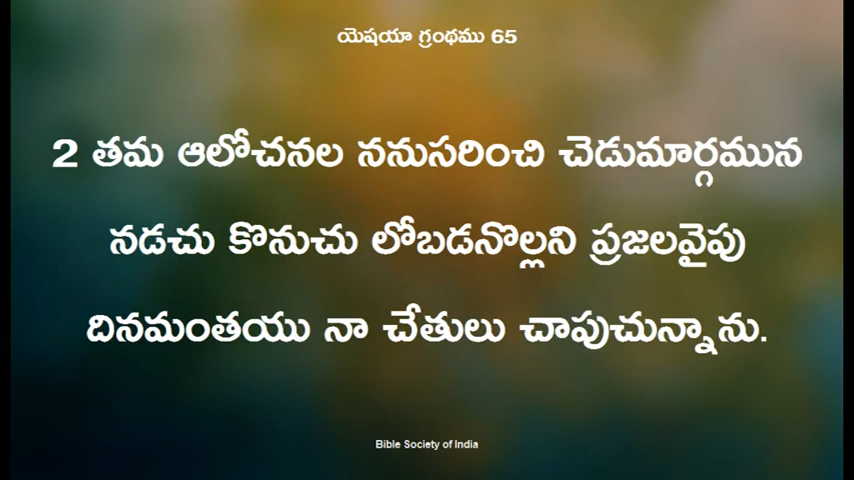 యెషయా గ్రంథము 65
2 తమ ఆలోచనల ననుసరించి చెడుమార్గమున
నడచు కొనుచు లోబడనొల్లని ప్రజలవైపు
దినమంతయు నా చేతులు చాపుచున్నాను.
Bible Society of India